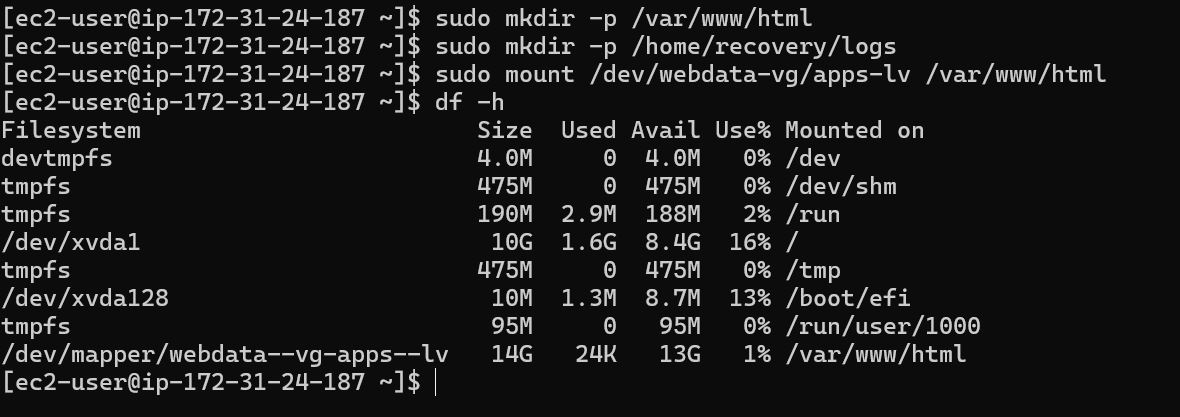 [ec2-user@ip-172-31-24-187 ~]$ sudo mkdir -p /var/www/html
[ec2-user@ip-172-31-24-187 ~]$ sudo mkdir -p /home/recovery/logs
[ec2-user@ip-172-31-24-187 ~]$ sudo mount /dev/webdata-vg/apps-lv /var/www/html
[ec2-user@ip-172-31-24-187 ~]$ df -h
Filesystem                        Size  Used Avail Use% Mounted on
devtmpfs                          4.0M     0  4.0M   0% /dev
tmpfs                             475M     0  475M   0% /dev/shm
tmpfs                             190M  2.9M  188M   2% /run
/dev/xvda1                         10G  1.6G  8.4G  16% /
tmpfs                             475M     0  475M   0% /tmp
/dev/xvda128                       10M  1.3M  8.7M  13% /boot/efi
tmpfs                              95M     0   95M   0% /run/user/1000
/dev/mapper/webdata--vg-apps--lv   14G   24K   13G   1% /var/www/html
[ec2-user@ip-172-31-24-187 ~]$